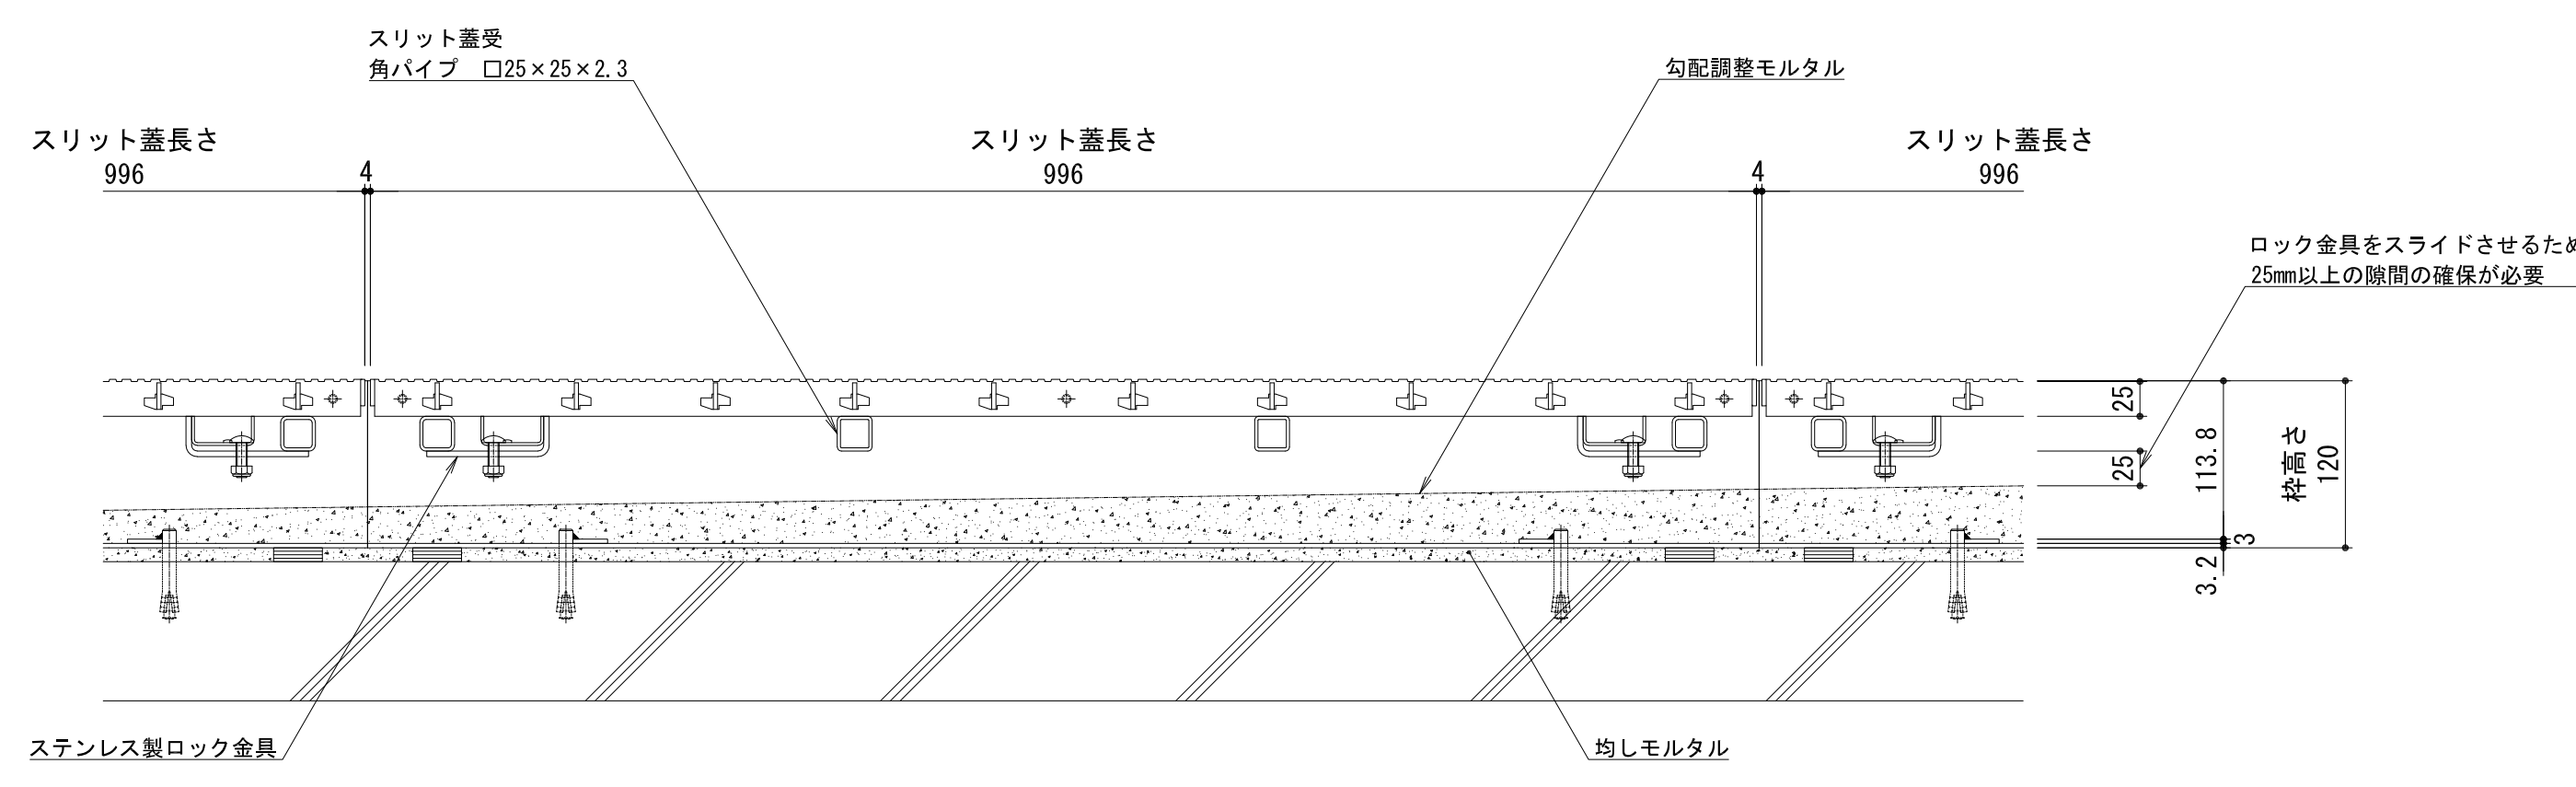 スリット蓋受
角パイプ　□25×25×2.3
勾配調整モルタル
スリット蓋長さ
996
4
スリット蓋長さ
996
4
スリット蓋長さ
996
ロック金具をスライドさせるため
25mm以上の隙間の確保が必要
25
25
113.8
3
3.2
枠高さ
120
ステンレス製ロック金具
均しモルタル